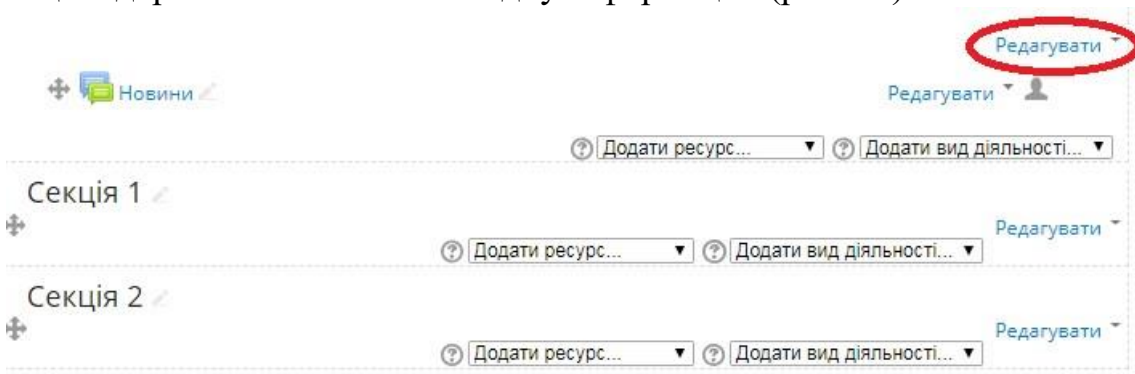 Редагувати
Новини Редагувати
Додати ресурс... Додати вид діяльності...
Секція 1
Редагувати
Додати ресурс... Додати вид діяльності...
Секція 2
Редагувати
Додати ресурс... Додати вид діяльності...